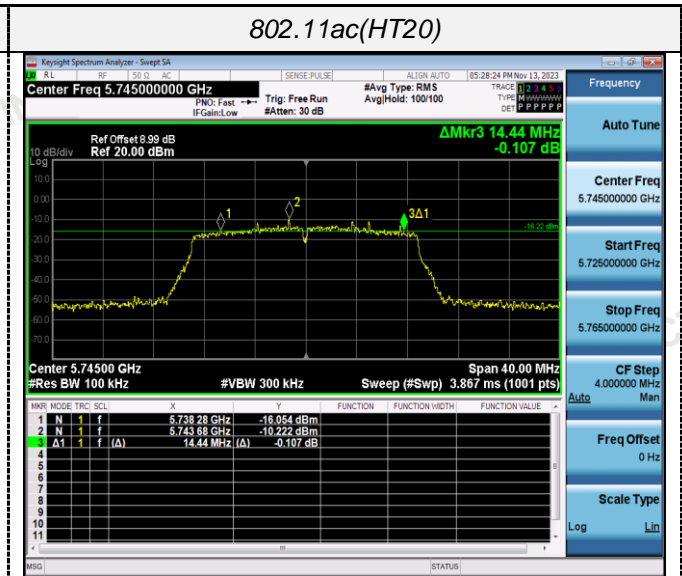 802.11ac(HT20)
Keysight Spectrum Analyzer - Swept SA
RL RF 50 Ω AC SENSE:PULSE ALIGN AUTO 05:28:24 PM Nov 13, 2023
Center Freq 5.745000000 GHz #Avg Type: RMS TRACE 1 2 3 4 5 6
PNO: Fast Trig: Free Run Avg|Hold: 100/100 TYPE M W W W W W
IFGain:Low #Atten: 30 dB DET P P P P P P
Ref Offset 8.99 dB ΔMkr3 14.44 MHz
10 dB/div Ref 20.00 dBm -0.107 dB
Log
10.0
0.00
-10.0
1
2
3Δ1
-16.22 dBm
-20.0
-30.0
-40.0
-50.0
-60.0
-70.0
Center 5.74500 GHz Span 40.00 MHz
#Res BW 100 kHz #VBW 300 kHz Sweep (#Swp) 3.867 ms (1001 pts)
MKR MODE TRC SCL X Y FUNCTION FUNCTION WIDTH FUNCTION VALUE
1 N 1 f 5.738 28 GHz -16.054 dBm
2 N 1 f 5.743 68 GHz -10.222 dBm
3 Δ1 1 f (Δ) 14.44 MHz (Δ) -0.107 dB
4
5
6
7
8
9
10
11
MSG STATUS
Frequency
Auto Tune
Center Freq
5.745000000 GHz
Start Freq
5.725000000 GHz
Stop Freq
5.765000000 GHz
CF Step
4.000000 MHz
Auto Man
Freq Offset
0 Hz
Scale Type
Log Lin